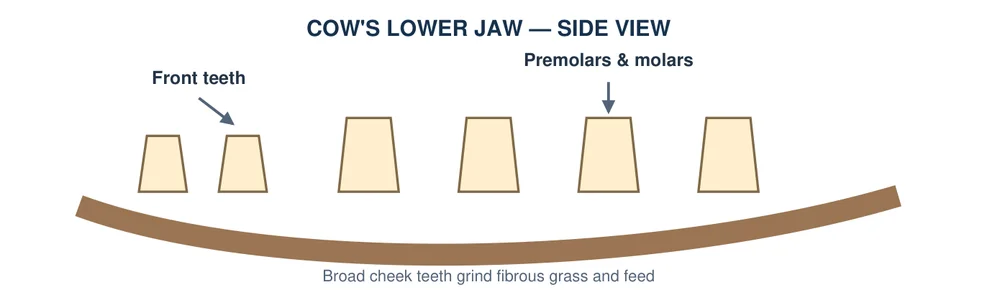 COW'S LOWER JAW — SIDE VIEW
Premolars & molars
Front teeth
Broad cheek teeth grind fibrous grass and feed